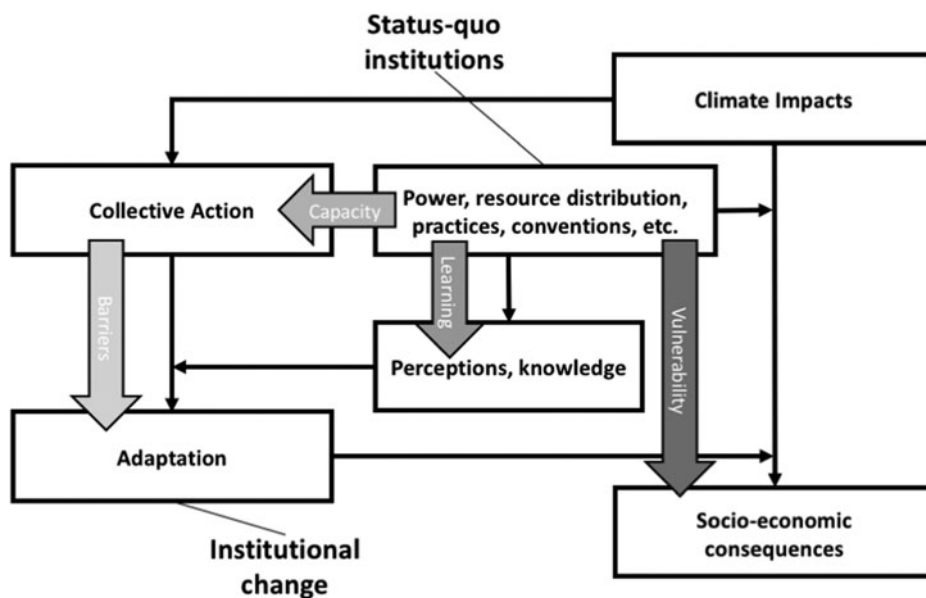 Status-quo
institutions
Climate Impacts
Collective Action
Capacity
Power, resource distribution,
practices, conventions, etc.
Barriers
Learning
Vulnerability
Perceptions, knowledge
Adaptation
Socio-economic
consequences
Institutional
change